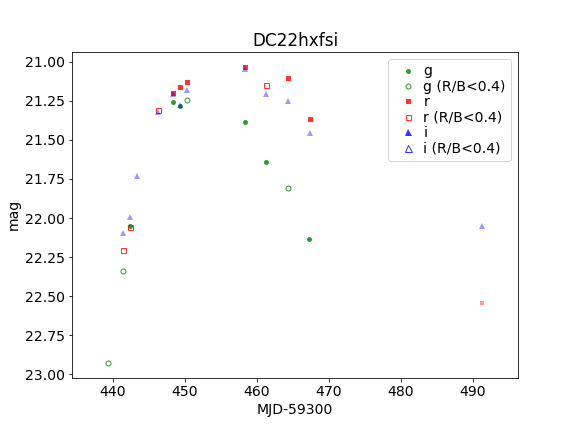 DC22hxfsi
21.00
21.25
21.50
21.75
22.00
22.25
22.50
22.75
23.00
mag
440
450
460
470
480
490
MJD-59300
g
g (R/B<0.4)
r
r (R/B<0.4)
i
i (R/B<0.4)